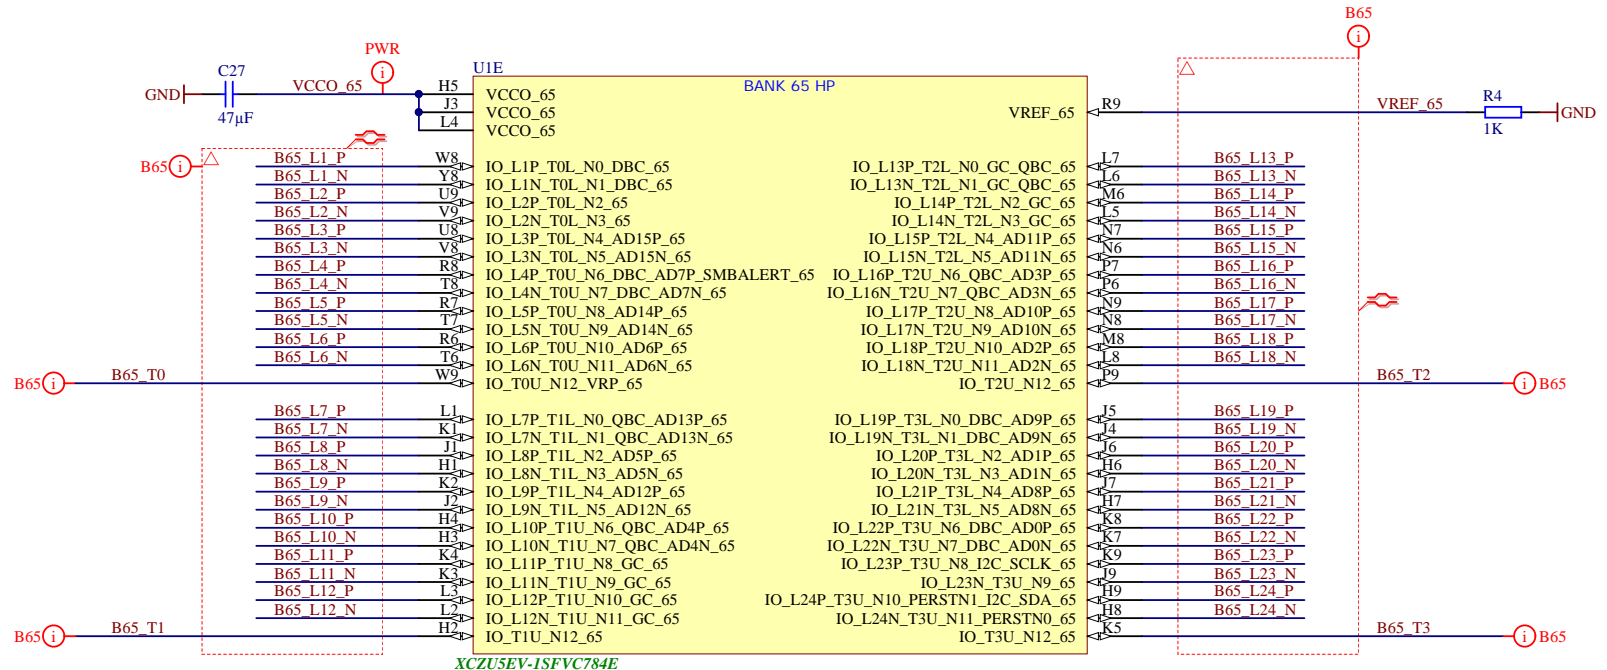 B65
PWR
U1E
C27
BANK 65 HP
GND VCCO_65 H5 VCCO_65
47µF
J3 VCCO_65
L4 VCCO_65
VREF_65 R9 VREF_65 R4 GND
1K
B65
B65_L1_P W8 IO_L1P_T0L_N0_DBC_65 IO_L13P_T2L_N0_GC_QBC_65 L7 B65_L13_P
B65_L1_N Y8 IO_L1N_T0L_N1_DBC_65 IO_L13N_T2L_N1_GC_QBC_65 L6 B65_L13_N
B65_L2_P U9 IO_L2P_T0L_N2_65 IO_L14P_T2L_N2_GC_65 M6 B65_L14_P
B65_L2_N V9 IO_L2N_T0L_N3_65 IO_L14N_T2L_N3_GC_65 L5 B65_L14_N
B65_L3_P U8 IO_L3P_T0L_N4_AD15P_65 IO_L15P_T2L_N4_AD11P_65 N7 B65_L15_P
B65_L3_N V8 IO_L3N_T0L_N5_AD15N_65 IO_L15N_T2L_N5_AD11N_65 N6 B65_L15_N
B65_L4_P R8 IO_L4P_T0U_N6_DBC_AD7P_SMBALERT_65 IO_L16P_T2U_N6_QBC_AD3P_65 P7 B65_L16_P
B65_L4_N T8 IO_L4N_T0U_N7_DBC_AD7N_65 IO_L16N_T2U_N7_QBC_AD3N_65 P6 B65_L16_N
B65_L5_P R7 IO_L5P_T0U_N8_AD14P_65 IO_L17P_T2U_N8_AD10P_65 N9 B65_L17_P
B65_L5_N T7 IO_L5N_T0U_N9_AD14N_65 IO_L17N_T2U_N9_AD10N_65 N8 B65_L17_N
B65_L6_P R6 IO_L6P_T0U_N10_AD6P_65 IO_L18P_T2U_N10_AD2P_65 M8 B65_L18_P
B65_L6_N T6 IO_L6N_T0U_N11_AD6N_65 IO_L18N_T2U_N11_AD2N_65 L8 B65_L18_N
B65 B65_T0 W9 IO_T0U_N12_VRP_65 IO_T2U_N12_65 P9 B65_T2 B65
B65_L7_P L1 IO_L7P_T1L_N0_QBC_AD13P_65 IO_L19P_T3L_N0_DBC_AD9P_65 J5 B65_L19_P
B65_L7_N K1 IO_L7N_T1L_N1_QBC_AD13N_65 IO_L19N_T3L_N1_DBC_AD9N_65 J4 B65_L19_N
B65_L8_P J1 IO_L8P_T1L_N2_AD5P_65 IO_L20P_T3L_N2_AD1P_65 J6 B65_L20_P
B65_L8_N H1 IO_L8N_T1L_N3_AD5N_65 IO_L20N_T3L_N3_AD1N_65 H6 B65_L20_N
B65_L9_P K2 IO_L9P_T1L_N4_AD12P_65 IO_L21P_T3L_N4_AD8P_65 J7 B65_L21_P
B65_L9_N J2 IO_L9N_T1L_N5_AD12N_65 IO_L21N_T3L_N5_AD8N_65 H7 B65_L21_N
B65_L10_P H4 IO_L10P_T1U_N6_QBC_AD4P_65 IO_L22P_T3U_N6_DBC_AD0P_65 K8 B65_L22_P
B65_L10_N H3 IO_L10N_T1U_N7_QBC_AD4N_65 IO_L22N_T3U_N7_DBC_AD0N_65 K7 B65_L22_N
B65_L11_P K4 IO_L11P_T1U_N8_GC_65 IO_L23P_T3U_N8_I2C_SCLK_65 K9 B65_L23_P
B65_L11_N K3 IO_L11N_T1U_N9_GC_65 IO_L23N_T3U_N9_65 J9 B65_L23_N
B65_L12_P L3 IO_L12P_T1U_N10_GC_65 IO_L24P_T3U_N10_PERSTN1_I2C_SDA_65 H9 B65_L24_P
B65_L12_N L2 IO_L12N_T1U_N11_GC_65 IO_L24N_T3U_N11_PERSTN0_65 H8 B65_L24_N
B65 B65_T1 H2 IO_T1U_N12_65 IO_T3U_N12_65 K5 B65_T3 B65
XCZU5EV-1SFVC784E